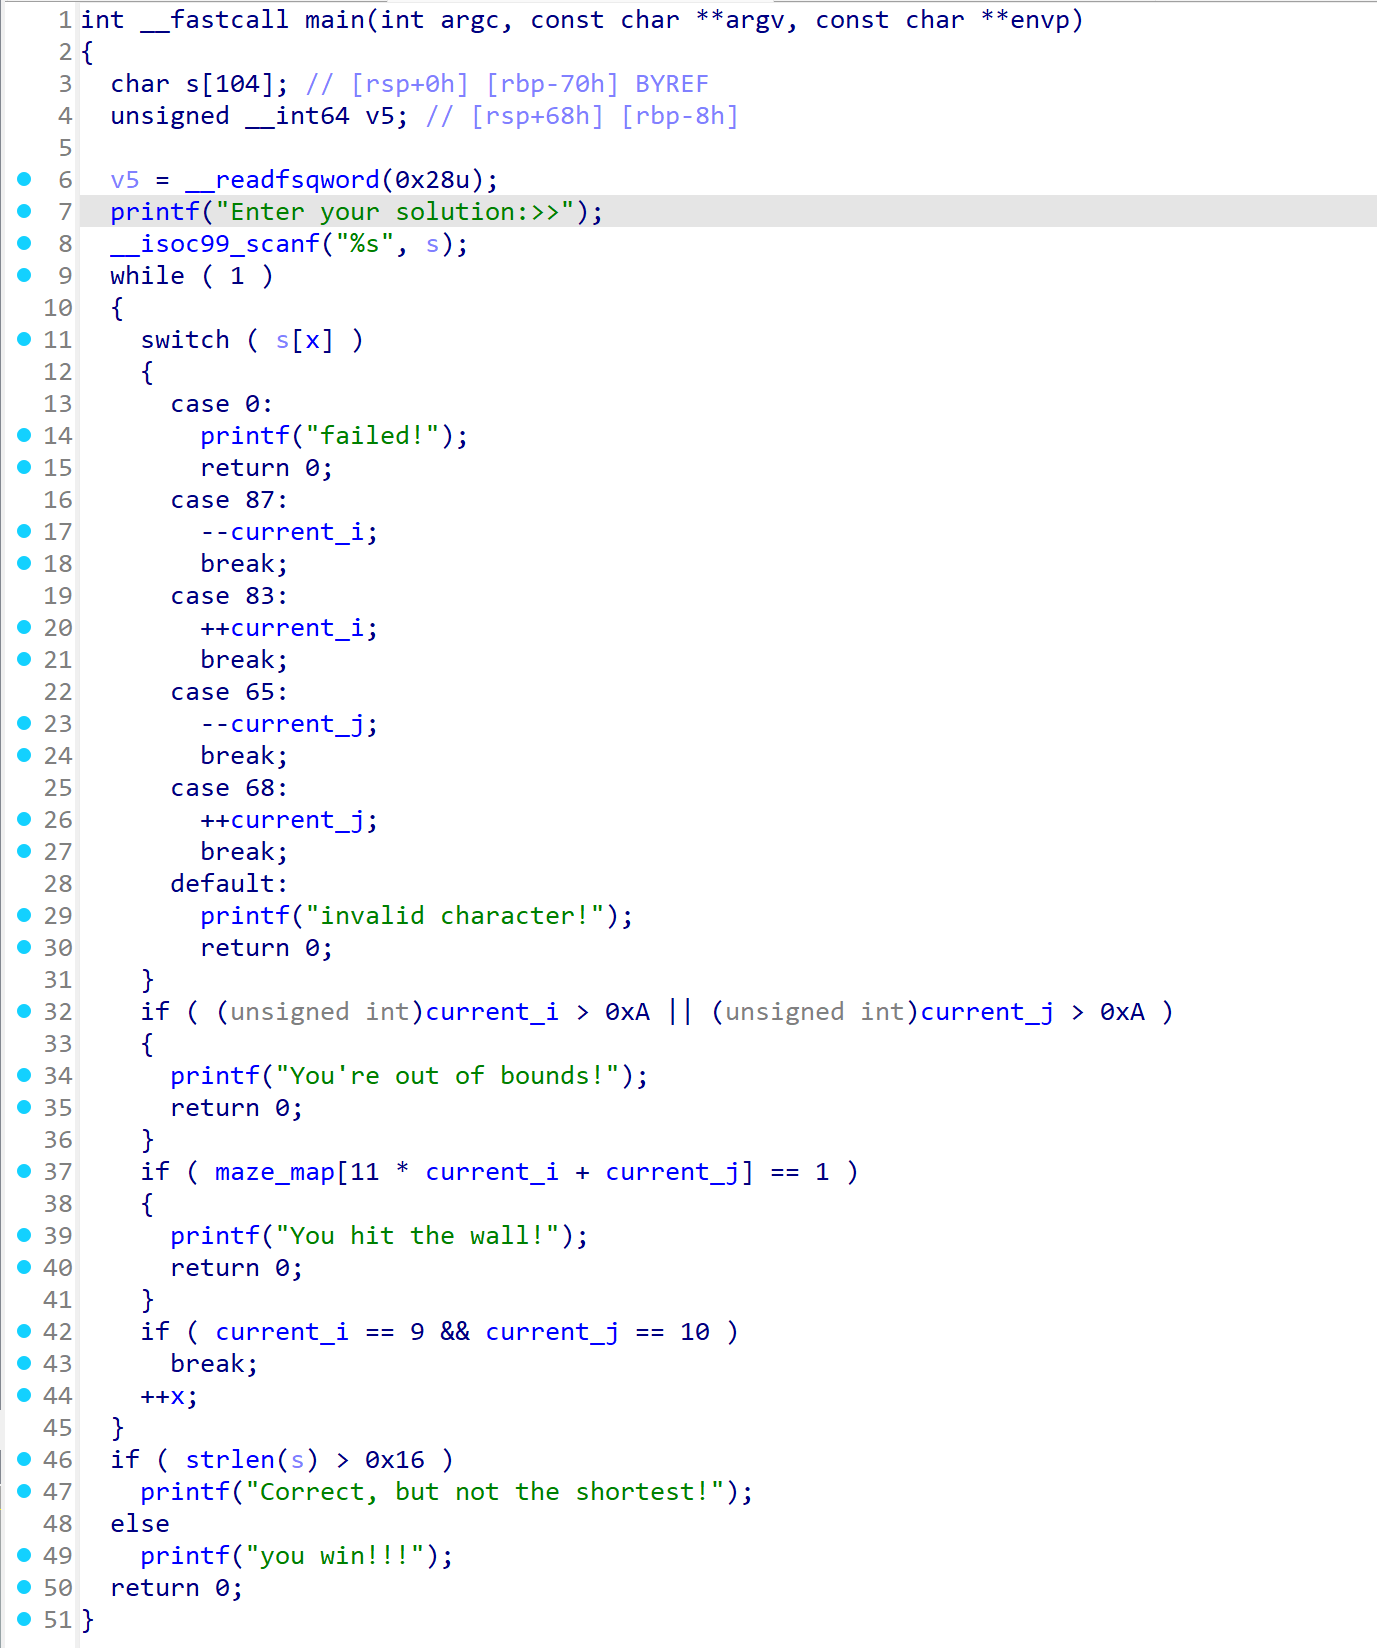 1 int __fastcall main(int argc, const char **argv, const char **envp)
2 {
3   char s[104]; // [rsp+0h] [rbp-70h] BYREF
4   unsigned __int64 v5; // [rsp+68h] [rbp-8h]
5
6   v5 = __readfsqword(0x28u);
7   printf("Enter your solution:>>");
8   __isoc99_scanf("%s", s);
9   while ( 1 )
10   {
11     switch ( s[x] )
12     {
13       case 0:
14         printf("failed!");
15         return 0;
16       case 87:
17         --current_i;
18         break;
19       case 83:
20         ++current_i;
21         break;
22       case 65:
23         --current_j;
24         break;
25       case 68:
26         ++current_j;
27         break;
28       default:
29         printf("invalid character!");
30         return 0;
31     }
32     if ( (unsigned int)current_i > 0xA || (unsigned int)current_j > 0xA )
33     {
34       printf("You're out of bounds!");
35       return 0;
36     }
37     if ( maze_map[11 * current_i + current_j] == 1 )
38     {
39       printf("You hit the wall!");
40       return 0;
41     }
42     if ( current_i == 9 && current_j == 10 )
43       break;
44     ++x;
45   }
46   if ( strlen(s) > 0x16 )
47     printf("Correct, but not the shortest!");
48   else
49     printf("you win!!!");
50   return 0;
51 }